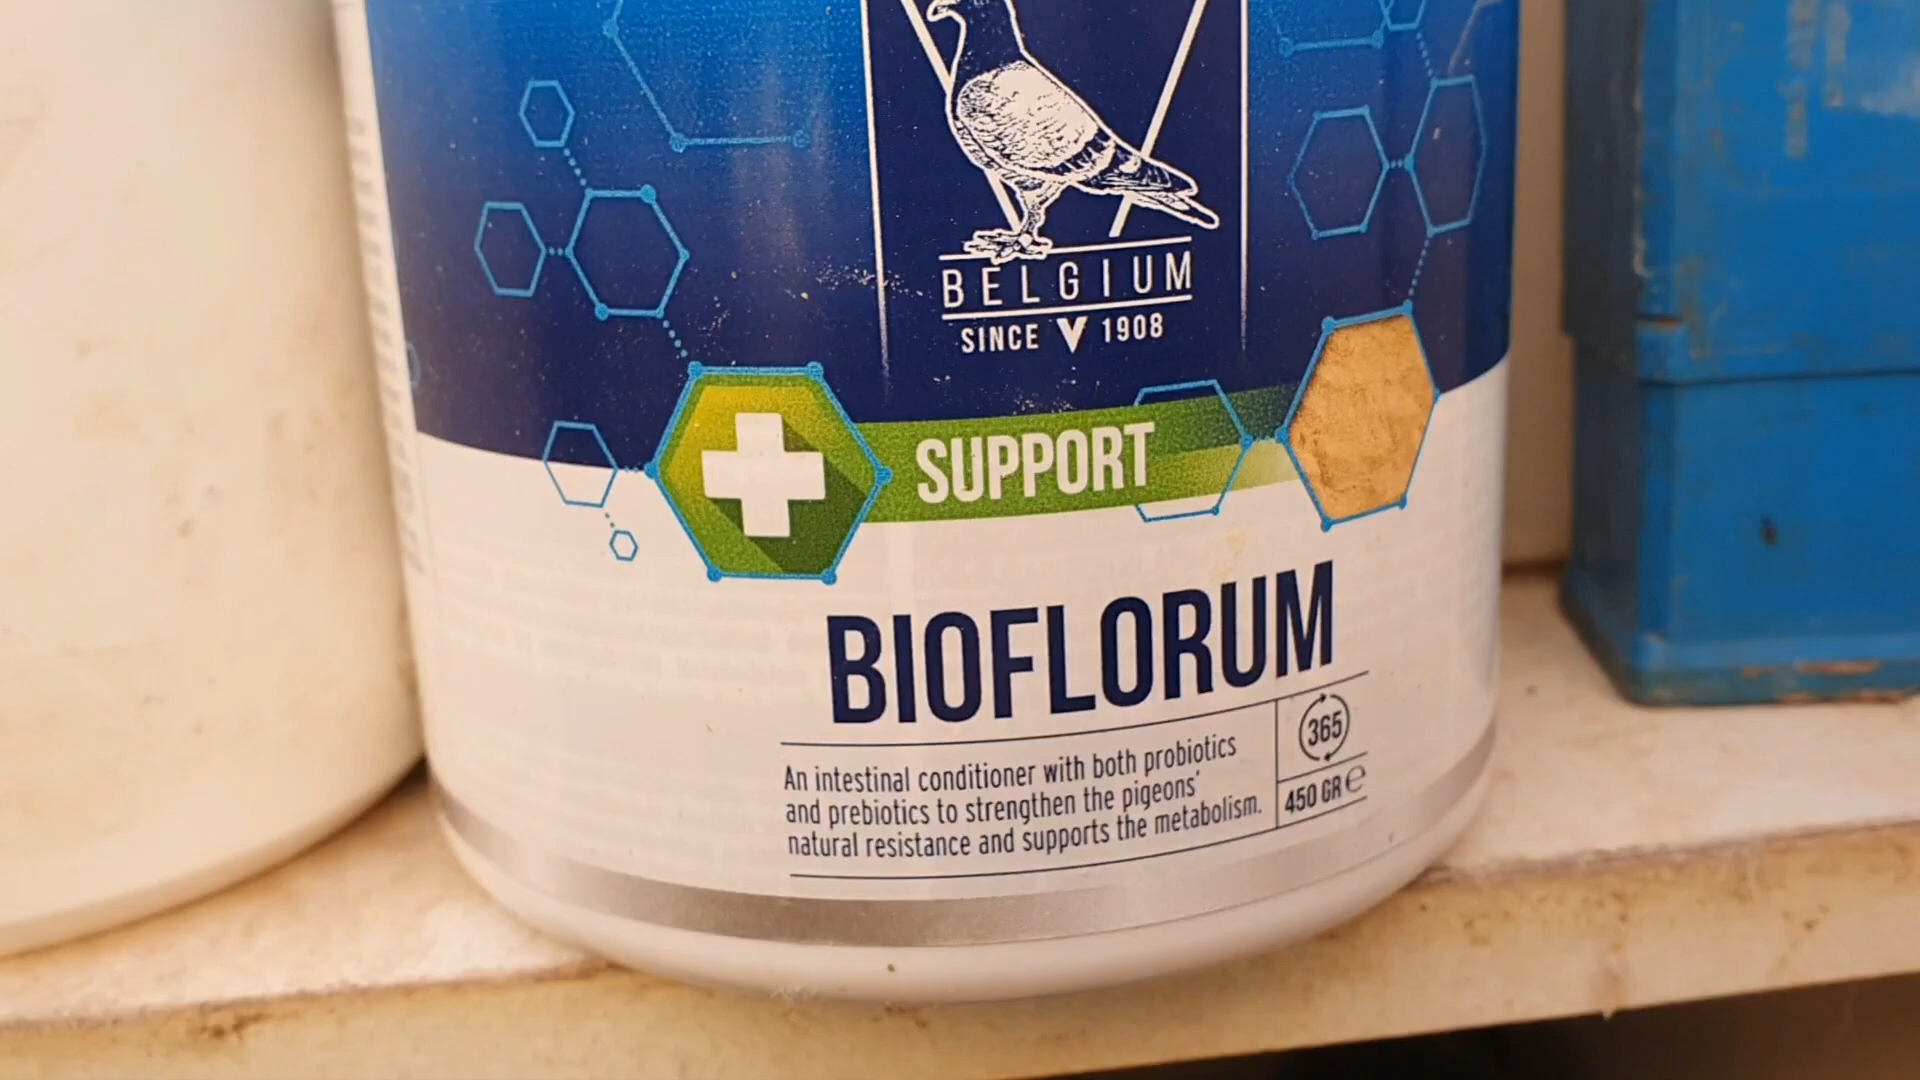 BELGIUM
SINCE V 1908
SUPPORT
BIOFLORUM
An intestinal conditioner with both probiotics
and prebiotics to strengthen the pigeons'
natural resistance and supports the metabolism.
365
450 GR e